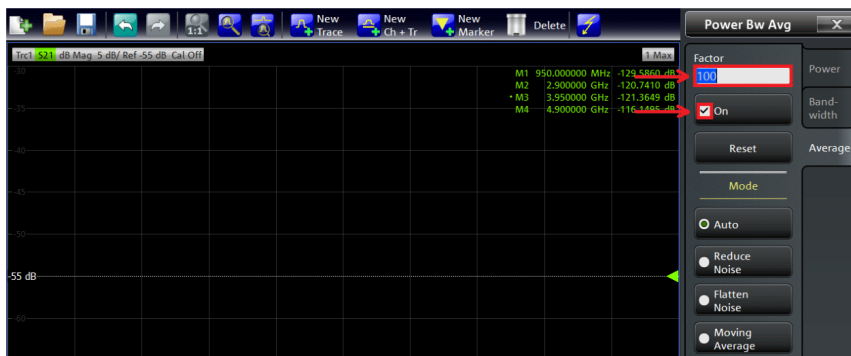 1:1
New
Trace
New
Ch + Tr
New
Marker
Delete
Power Bw Avg
X
Trc1 S21 dB Mag 5 dB/ Ref -55 dB Cal Off
1 Max
M1 950.000000 MHz -129.5860 dB
M2 2.900000 GHz -120.7410 dB
• M3 3.950000 GHz -121.3649 dB
M4 4.900000 GHz -116.1495 dB
-30
-35
-40
-45
-50
-55 dB
-60
Factor
100
On
Reset
Mode
Auto
Reduce
Noise
Flatten
Noise
Moving
Average
Power
Band-
width
Average